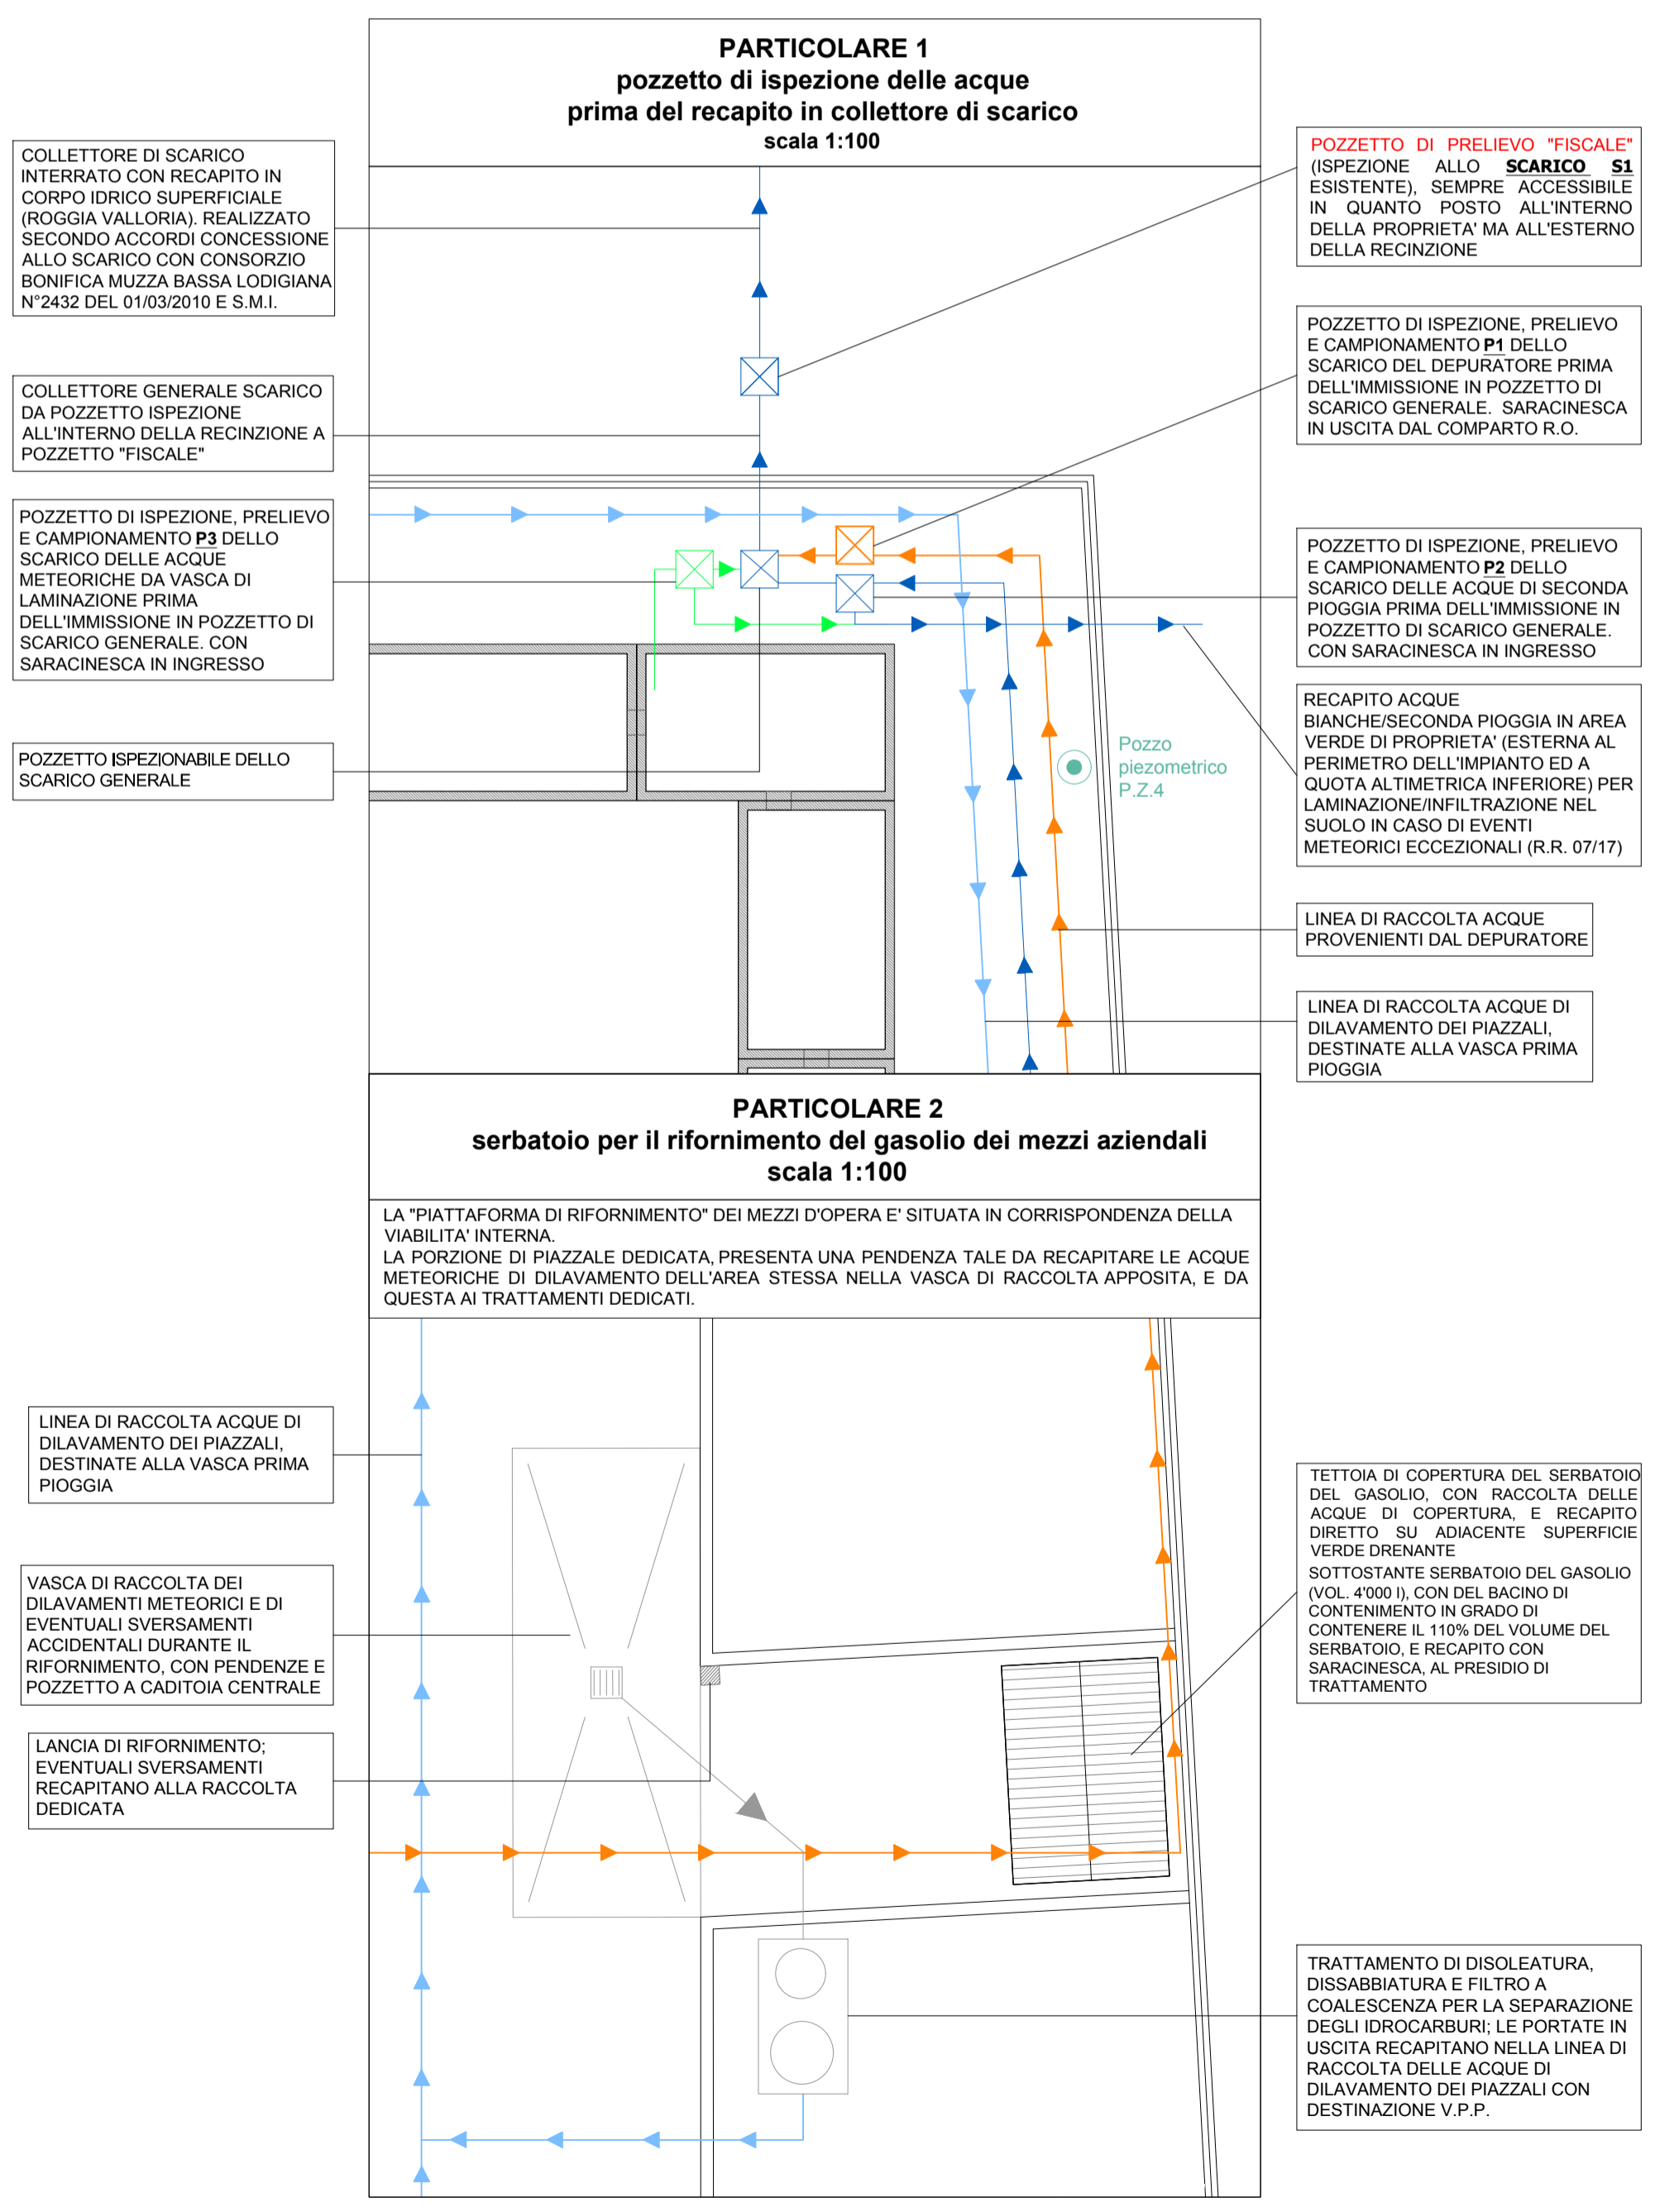 PARTICOLARE 1
pozzetto di ispezione delle acque
prima del recapito in collettore di scarico
scala 1:100
COLLETTORE DI SCARICO
INTERRATO CON RECAPITO IN
CORPO IDRICO SUPERFICIALE
(ROGGIA VALLORIA). REALIZZATO
SECONDO ACCORDI CONCESSIONE
ALLO SCARICO CON CONSORZIO
BONIFICA MUZZA BASSA LODIGIANA
N°2432 DEL 01/03/2010 E S.M.I.
COLLETTORE GENERALE SCARICO
DA POZZETTO ISPEZIONE
ALL'INTERNO DELLA RECINZIONE A
POZZETTO "FISCALE"
POZZETTO DI ISPEZIONE, PRELIEVO
E CAMPIONAMENTO P3 DELLO
SCARICO DELLE ACQUE
METEORICHE DA VASCA DI
LAMINAZIONE PRIMA
DELL'IMMISSIONE IN POZZETTO DI
SCARICO GENERALE. CON
SARACINESCA IN INGRESSO
POZZETTO ISPEZIONABILE DELLO
SCARICO GENERALE
POZZETTO DI PRELIEVO "FISCALE"
(ISPEZIONE ALLO SCARICO S1
ESISTENTE), SEMPRE ACCESSIBILE
IN QUANTO POSTO ALL'INTERNO
DELLA PROPRIETA' MA ALL'ESTERNO
DELLA RECINZIONE
POZZETTO DI ISPEZIONE, PRELIEVO
E CAMPIONAMENTO P1 DELLO
SCARICO DEL DEPURATORE PRIMA
DELL'IMMISSIONE IN POZZETTO DI
SCARICO GENERALE. SARACINESCA
IN USCITA DAL COMPARTO R.O.
POZZETTO DI ISPEZIONE, PRELIEVO
E CAMPIONAMENTO P2 DELLO
SCARICO DELLE ACQUE DI SECONDA
PIOGGIA PRIMA DELL'IMMISSIONE IN
POZZETTO DI SCARICO GENERALE.
CON SARACINESCA IN INGRESSO
RECAPITO ACQUE
BIANCHE/SECONDA PIOGGIA IN AREA
VERDE DI PROPRIETA' (ESTERNA AL
PERIMETRO DELL'IMPIANTO ED A
QUOTA ALTIMETRICA INFERIORE) PER
LAMINAZIONE/INFILTRAZIONE NEL
SUOLO IN CASO DI EVENTI
METEORICI ECCEZIONALI (R.R. 07/17)
Pozzo
piezometrico
P.Z.4
LINEA DI RACCOLTA ACQUE
PROVENIENTI DAL DEPURATORE
LINEA DI RACCOLTA ACQUE DI
DILAVAMENTO DEI PIAZZALI,
DESTINATE ALLA VASCA PRIMA
PIOGGIA
PARTICOLARE 2
serbatoio per il rifornimento del gasolio dei mezzi aziendali
scala 1:100
LA "PIATTAFORMA DI RIFORNIMENTO" DEI MEZZI D'OPERA E' SITUATA IN CORRISPONDENZA DELLA
VIABILITA' INTERNA.
LA PORZIONE DI PIAZZALE DEDICATA, PRESENTA UNA PENDENZA TALE DA RECAPITARE LE ACQUE
METEORICHE DI DILAVAMENTO DELL'AREA STESSA NELLA VASCA DI RACCOLTA APPOSITA, E DA
QUESTA AI TRATTAMENTI DEDICATI.
LINEA DI RACCOLTA ACQUE DI
DILAVAMENTO DEI PIAZZALI,
DESTINATE ALLA VASCA PRIMA
PIOGGIA
VASCA DI RACCOLTA DEI
DILAVAMENTI METEORICI E DI
EVENTUALI SVERSAMENTI
ACCIDENTALI DURANTE IL
RIFORNIMENTO, CON PENDENZE E
POZZETTO A CADITOIA CENTRALE
LANCIA DI RIFORNIMENTO;
EVENTUALI SVERSAMENTI
RECAPITANO ALLA RACCOLTA
DEDICATA
TETTOIA DI COPERTURA DEL SERBATOIO
DEL GASOLIO, CON RACCOLTA DELLE
ACQUE DI COPERTURA, E RECAPITO
DIRETTO SU ADIACENTE SUPERFICIE
VERDE DRENANTE
SOTTOSTANTE SERBATOIO DEL GASOLIO
(VOL. 4'000 l), CON DEL BACINO DI
CONTENIMENTO IN GRADO DI
CONTENERE IL 110% DEL VOLUME DEL
SERBATOIO, E RECAPITO CON
SARACINESCA, AL PRESIDIO DI
TRATTAMENTO
TRATTAMENTO DI DISOLEATURA,
DISSABBIATURA E FILTRO A
COALESCENZA PER LA SEPARAZIONE
DEGLI IDROCARBURI; LE PORTATE IN
USCITA RECAPITANO NELLA LINEA DI
RACCOLTA DELLE ACQUE DI
DILAVAMENTO DEI PIAZZALI CON
DESTINAZIONE V.P.P.